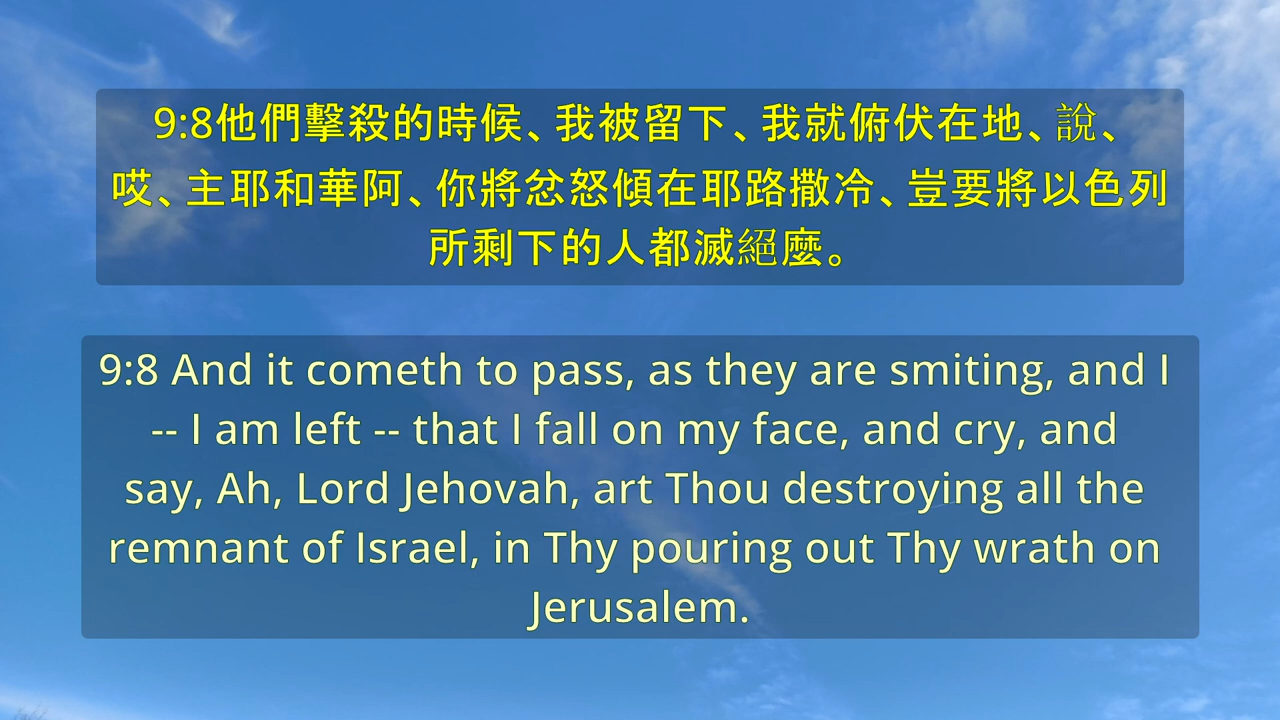 9:8他們擊殺的時候、我被留下、我就俯伏在地、說、
哎、主耶和華阿、你將忿怒傾在耶路撒冷、豈要將以色列
所剩下的人都滅絕麼。
9:8 And it cometh to pass, as they are smiting, and I
-- I am left -- that I fall on my face, and cry, and
say, Ah, Lord Jehovah, art Thou destroying all the
remnant of Israel, in Thy pouring out Thy wrath on
Jerusalem.